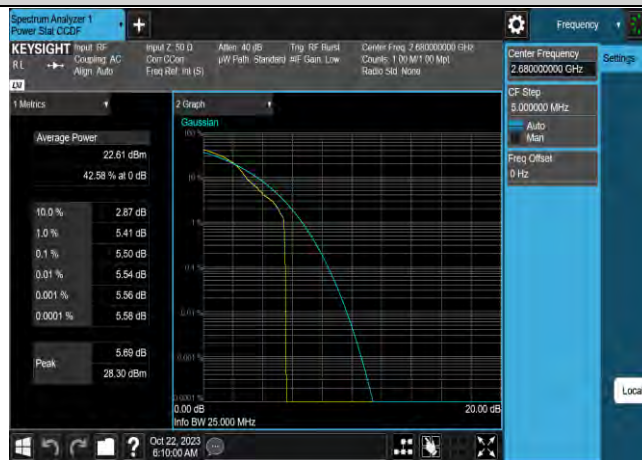 Spectrum Analyzer 1
Power Stat CCDF
+
Frequency
KEYSIGHT
RL
Input: RF
Coupling: AC
Align: Auto
Input Z: 50 Ω
Corr CCorr
Freq Ref: Int (S)
Atten: 40 dB
µW Path: Standard
Trig: RF Burst
#IF Gain: Low
Center Freq: 2.680000000 GHz
Counts: 1.00 M/1.00 Mpt
Radio Std: None
LXI
1 Metrics
Average Power
22.61 dBm
42.58 % at 0 dB
10.0 % 2.87 dB
1.0 % 5.41 dB
0.1 % 5.50 dB
0.01 % 5.54 dB
0.001 % 5.56 dB
0.0001 % 5.58 dB
Peak
5.69 dB
28.30 dBm
2 Graph
Gaussian
100 %
10 %
1 %
0.1 %
0.01 %
0.001 %
0.0001 %
0.00 dB
20.00 dB
Info BW 25.000 MHz
Center Frequency
2.680000000 GHz
Settings
CF Step
5.000000 MHz
Auto
Man
Freq Offset
0 Hz
Local
?
Oct 22, 2023
6:10:00 AM